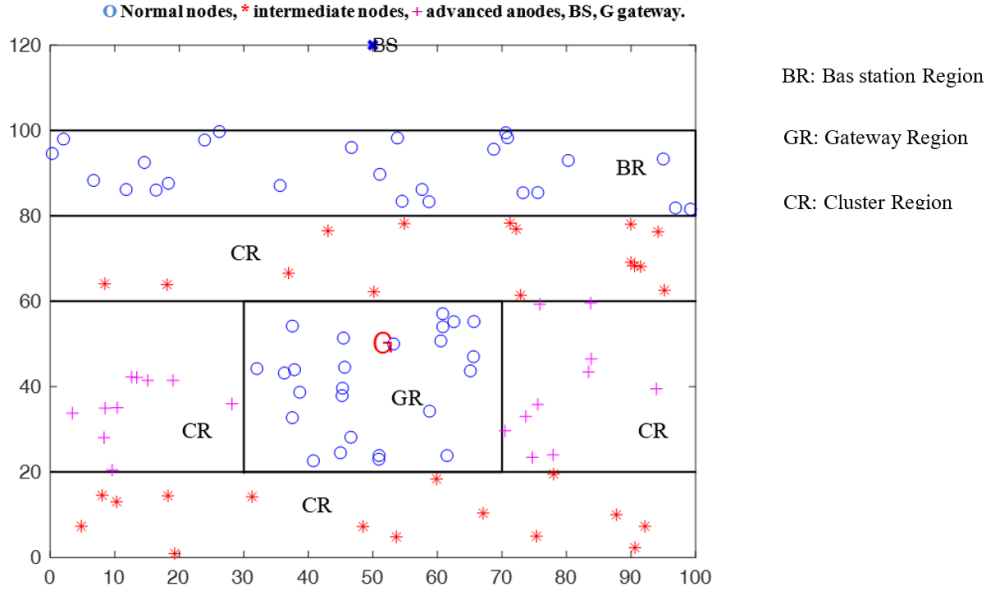 O Normal nodes, * intermediate nodes, + advanced anodes, BS, G gateway.
120
BS
BR: Bas station Region
100
GR: Gateway Region
BR
80
CR: Cluster Region
CR
60
G
40
GR
CR
CR
20
CR
0
0 10 20 30 40 50 60 70 80 90 100